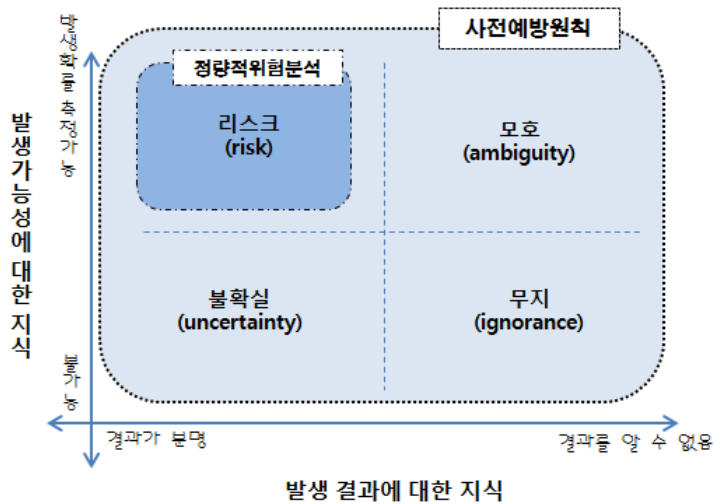 사전예방원칙
정량적위험분석
리스크
(risk)
모호
(ambiguity)
불확실
(uncertainty)
무지
(ignorance)
발생가능성에 대한 지식
발생확률 추정가능
불가능
결과가 분명
결과를 알 수 없음
발생 결과에 대한 지식